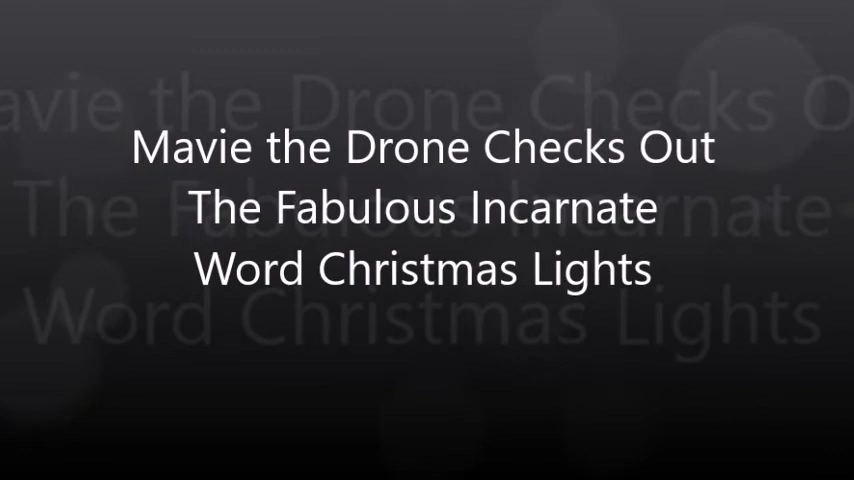 Mavie the Drone Checks Out
The Fabulous Incarnate
Word Christmas Lights